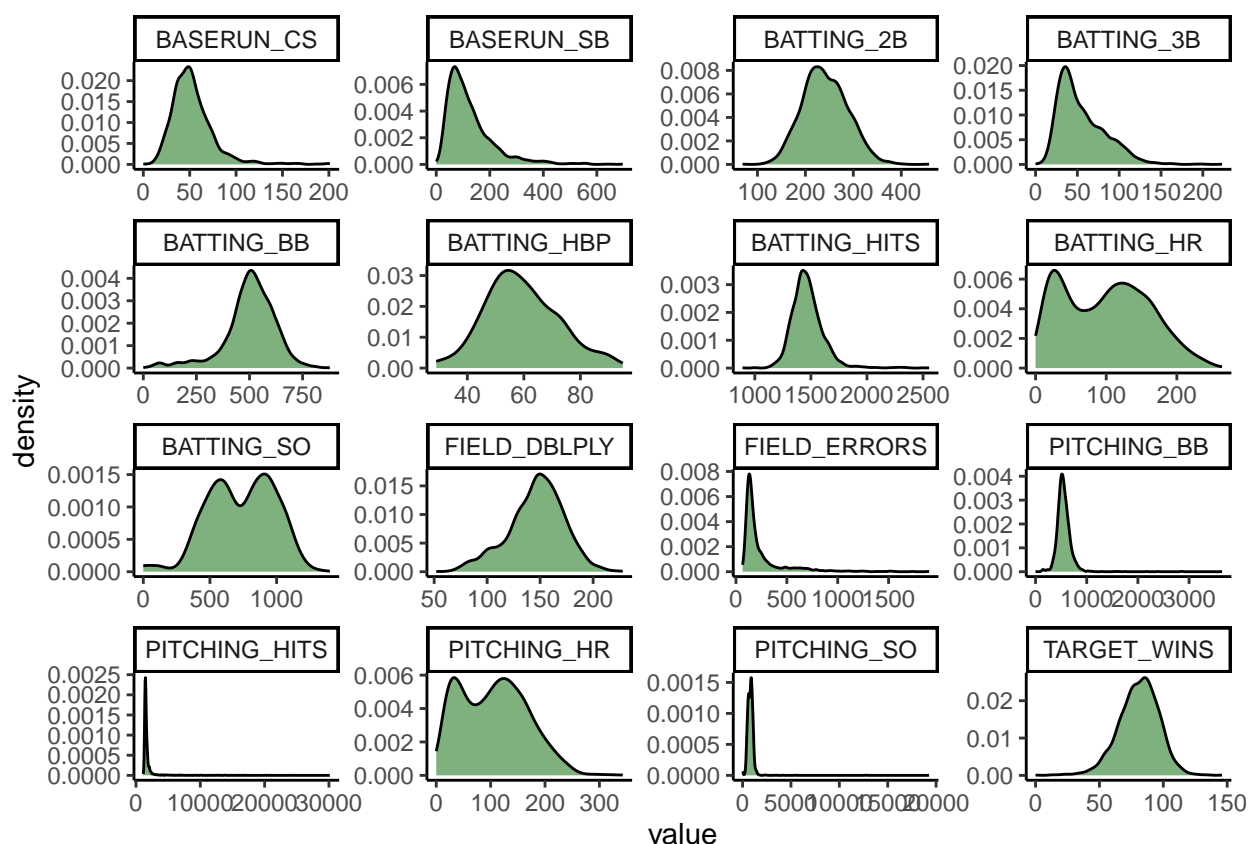 BASERUN_CS BASERUN_SB BATTING_2B BATTING_3B
0.020 0.006 0.008 0.020
0.015 0.004 0.006 0.015
0.010 0.002 0.004 0.010
0.005 0.000 0.002 0.005
0.000 0.000 0.000
0 50 100 150 200 0 200 400 600 100 200 300 400 0 50 100 150 200
BATTING_BB BATTING_HBP BATTING_HITS BATTING_HR
0.004 0.03 0.003 0.006
0.003 0.02 0.002 0.004
0.002 0.01 0.001 0.002
0.001 0.00 0.000 0.000
0.000
0 250 500 750 40 60 80 1000 1500 2000 2500 0 100 200
density
BATTING_SO FIELD_DBLPLY FIELD_ERRORS PITCHING_BB
0.0015 0.015 0.008 0.004
0.0010 0.010 0.006 0.003
0.0005 0.005 0.004 0.002
0.0000 0.000 0.002 0.001
0.000 0.000
0 500 1000 50 100 150 200 0 500 1000 1500 0 1000 2000 3000
PITCHING_HITS PITCHING_HR PITCHING_SO TARGET_WINS
0.0025 0.006 0.0015 0.02
0.0020 0.004 0.0010 0.01
0.0015 0.002 0.0005 0.00
0.0010 0.000 0.0000
0.0005
0.0000
0 10000 20000 30000 0 100 200 300 0 5000 10000 15000 20000 0 50 100 150
value